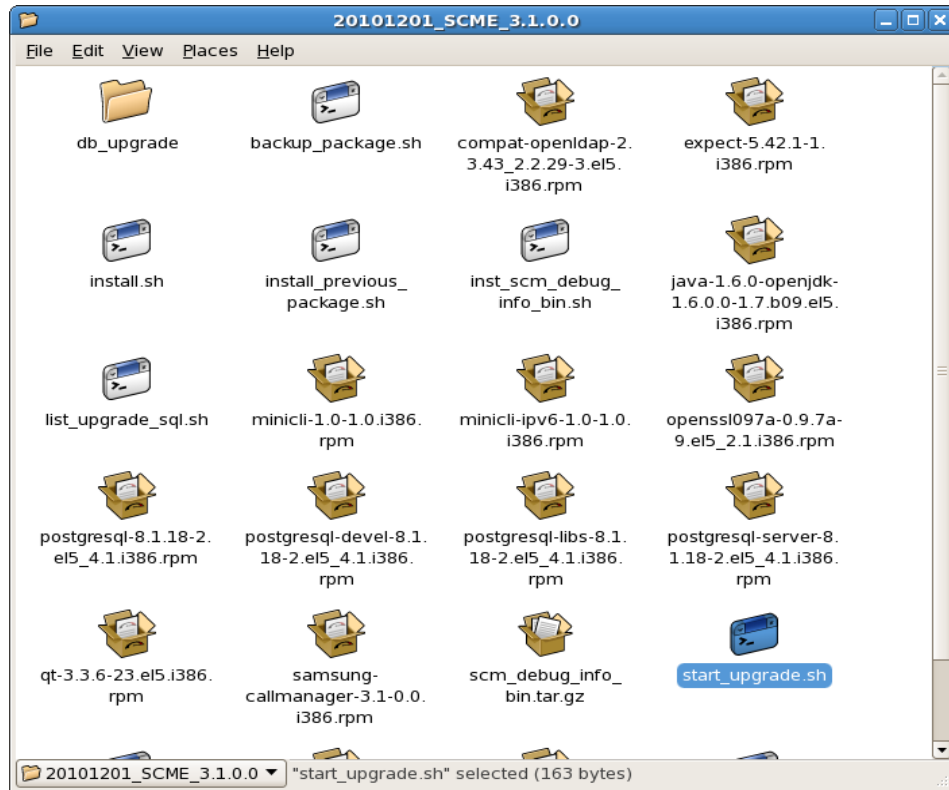 20101201_SCME_3.1.0.0
File Edit View Places Help
db_upgrade
backup_package.sh
compat-openldap-2.
3.43_2.2.29-3.el5.
i386.rpm
expect-5.42.1-1.
i386.rpm
install.sh
install_previous_
package.sh
inst_scm_debug_
info_bin.sh
java-1.6.0-openjdk-
1.6.0.0-1.7.b09.el5.
i386.rpm
list_upgrade_sql.sh
minicli-1.0-1.0.i386.
rpm
minicli-ipv6-1.0-1.0.
i386.rpm
openssl097a-0.9.7a-
9.el5_2.1.i386.rpm
postgresql-8.1.18-2.
el5_4.1.i386.rpm
postgresql-devel-8.1.
18-2.el5_4.1.i386.
rpm
postgresql-libs-8.1.
18-2.el5_4.1.i386.
rpm
postgresql-server-8.
1.18-2.el5_4.1.i386.
rpm
qt-3.3.6-23.el5.i386.
rpm
samsung-
callmanager-3.1-0.0.
i386.rpm
scm_debug_info_
bin.tar.gz
start_upgrade.sh
20101201_SCME_3.1.0.0
"start_upgrade.sh" selected (163 bytes)